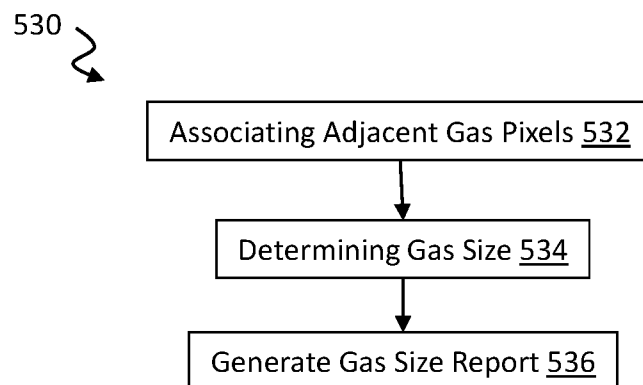 530
Associating Adjacent Gas Pixels 532
Determining Gas Size 534
Generate Gas Size Report 536